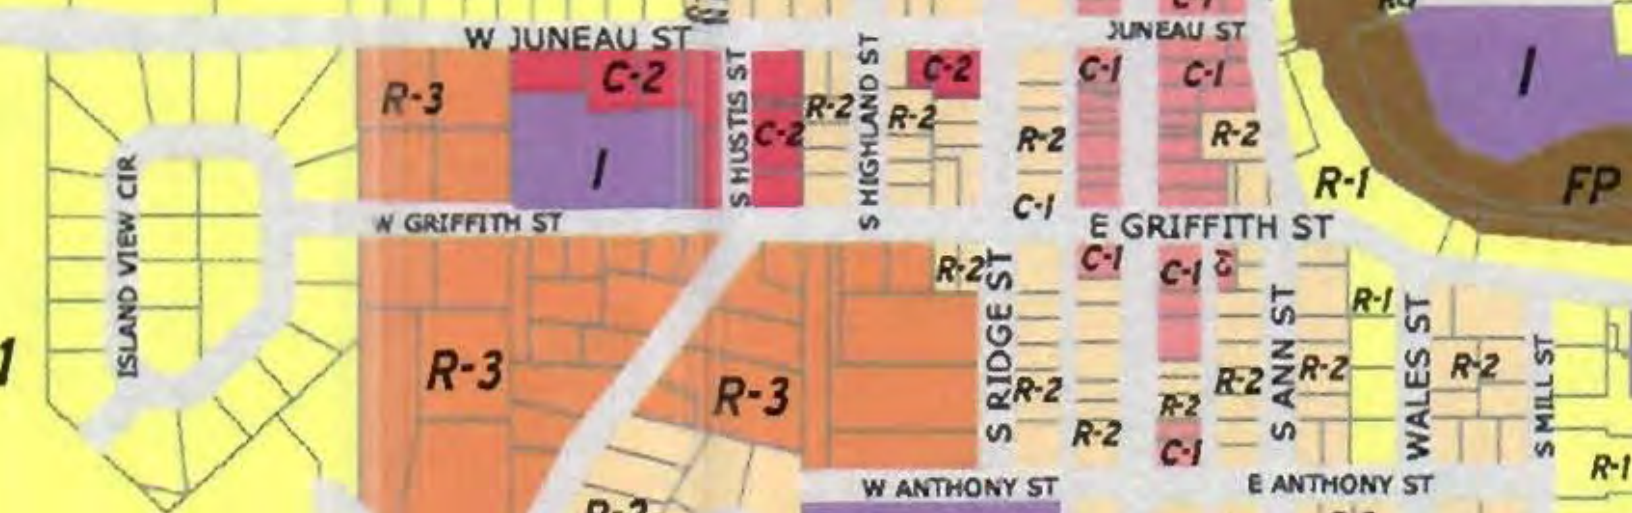 W JUNEAU ST
JUNEAU ST
R-3
C-2
I
S HUSTIS ST
C-2
R-2
S HIGHLAND ST
C-2
R-2
R-2
C-1
C-1
C-1
R-2
I
R-1
FP
ISLAND VIEW CIR
W GRIFFITH ST
E GRIFFITH ST
R-2
S RIDGE ST
C-1
C-1
R-1
1
R-3
R-3
R-2
R-2
R-2
C-1
R-2
S ANN ST
R-2
WALES ST
R-2
S MILL ST
R-1
W ANTHONY ST
E ANTHONY ST